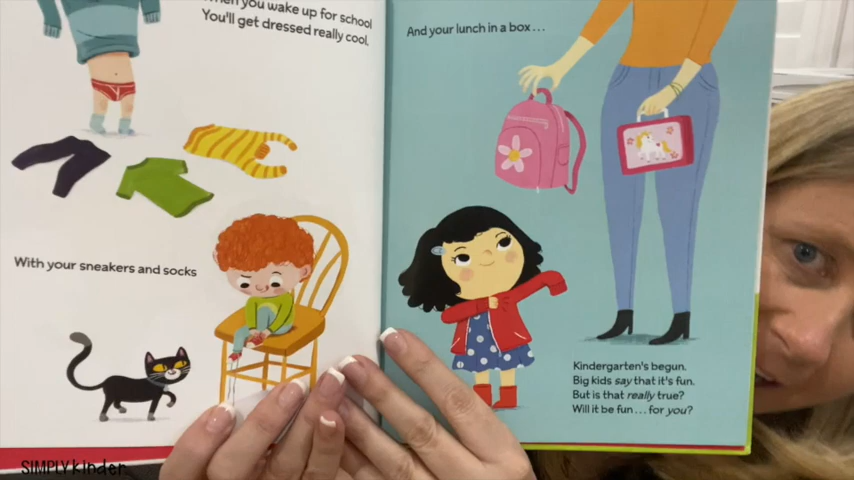 when you wake up for school
You'll get dressed really cool.
With your sneakers and socks
And your lunch in a box...
Kindergarten's begun.
Big kids say that it's fun.
But is that really true?
Will it be fun...for you?
SIMPLYkinder